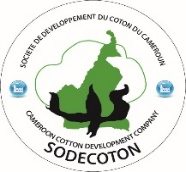 SOCIETE DE DEVELOPPEMENT DU COTON DU CAMEROUN
CAMEROON COTTON DEVELOPMENT COMPANY
SODECOTON